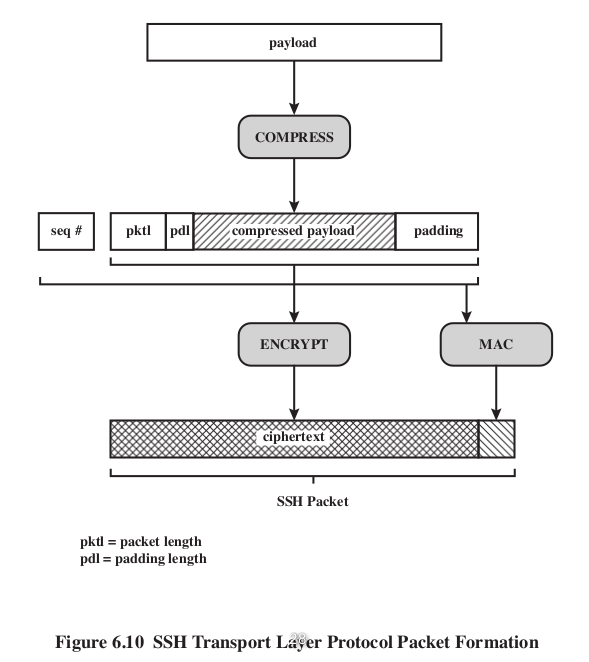 payload
COMPRESS
seq # pktl pdl compressed payload padding
ENCRYPT MAC
ciphertext
SSH Packet
pktl = packet length
pdl = padding length
Figure 6.10 SSH Transport Layer Protocol Packet Formation